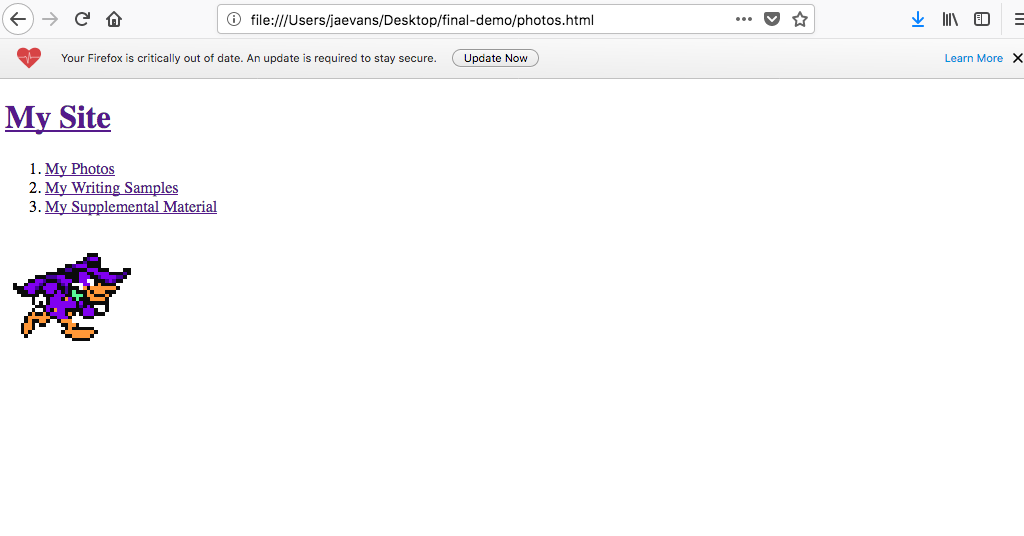 file:///Users/jaevans/Desktop/final-demo/photos.html
Your Firefox is critically out of date. An update is required to stay secure. Update Now Learn More
My Site
1. My Photos
2. My Writing Samples
3. My Supplemental Material